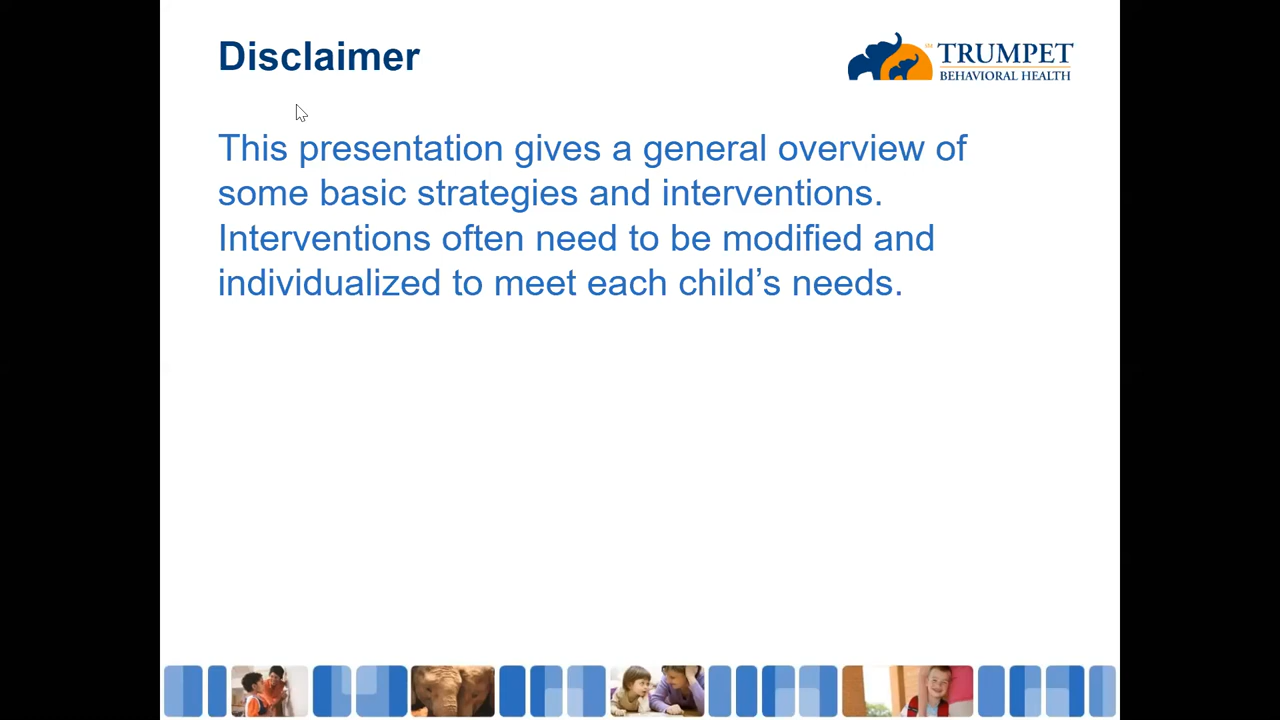 Disclaimer
TRUMPET
BEHAVIORAL HEALTH
This presentation gives a general overview of
some basic strategies and interventions.
Interventions often need to be modified and
individualized to meet each child’s needs.